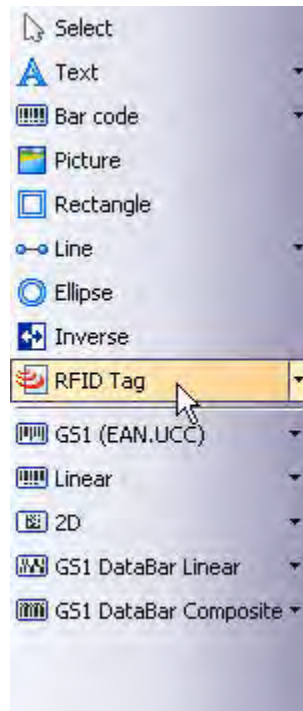 Select
Text
Bar code
Picture
Rectangle
Line
Ellipse
Inverse
RFID Tag
GS1 (EAN.UCC)
Linear
2D
GS1 DataBar Linear
GS1 DataBar Composite